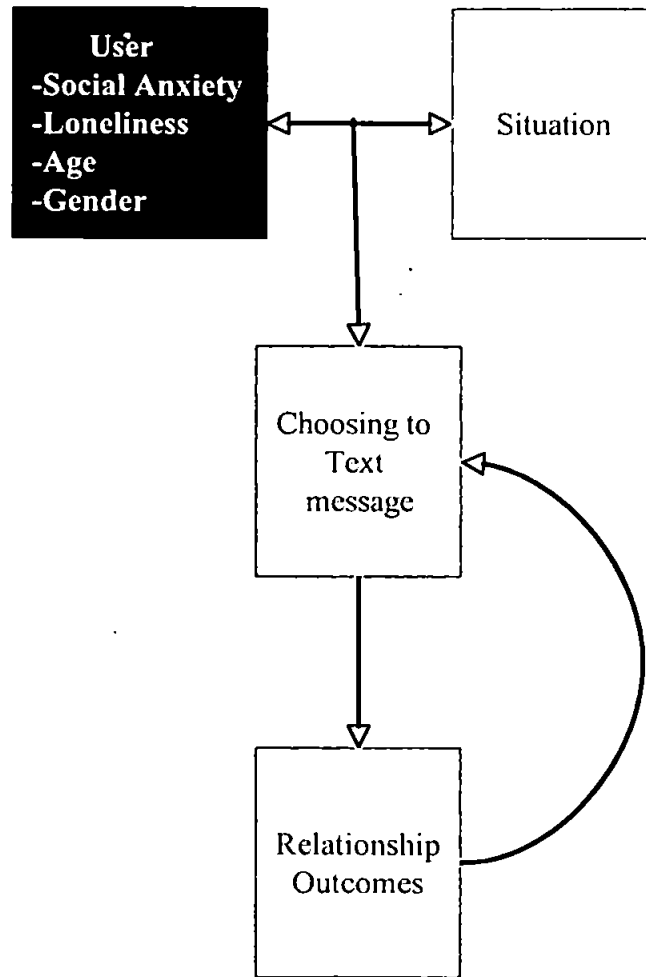 User
-Social Anxiety
-Loneliness
-Age
-Gender
Situation
Choosing to
Text
message
Relationship
Outcomes